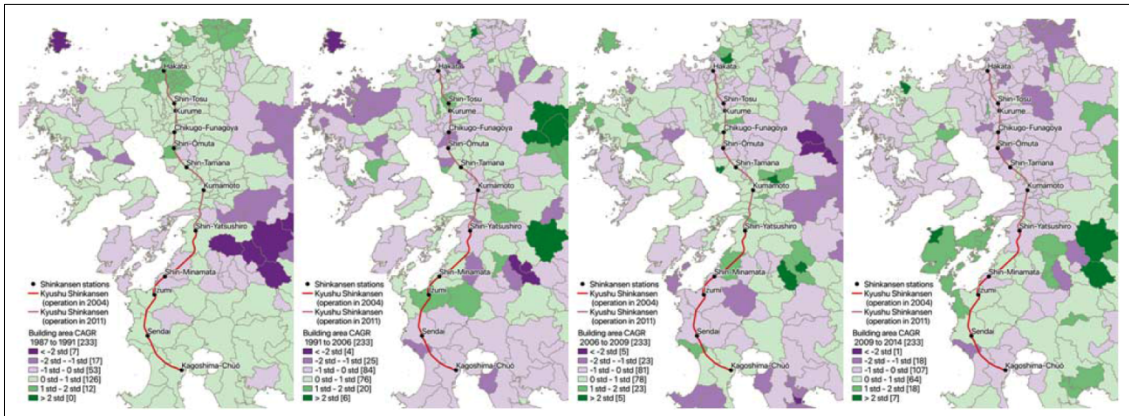 Hakata
Shin-Tosu
Kurume
Chikugo-Funagoya
Shin-Ōmuta
Shin-Tamana
Kumamoto
Shin-Yatsushiro
Shin-Minamata
Izumi
Sendai
Kagoshima-Chūō
Shinkansen stations
Kyushu Shinkansen
(operation in 2004)
Kyushu Shinkansen
(operation in 2011)
Building area CAGR
1987 to 1991 [233]
< -2 std [7]
-2 std - -1 std [17]
-1 std - 0 std [53]
0 std - 1 std [126]
1 std - 2 std [12]
> 2 std [0]
Hakata
Shin-Tosu
Kurume
Chikugo-Funagoya
Shin-Ōmuta
Shin-Tamana
Kumamoto
Shin-Yatsushiro
Shin-Minamata
Izumi
Sendai
Kagoshima-Chūō
Shinkansen stations
Kyushu Shinkansen
(operation in 2004)
Kyushu Shinkansen
(operation in 2011)
Building area CAGR
1991 to 2006 [233]
< -2 std [4]
-2 std - -1 std [25]
-1 std - 0 std [84]
0 std - 1 std [76]
1 std - 2 std [20]
> 2 std [6]
Hakata
Shin-Tosu
Kurume
Chikugo-Funagoya
Shin-Ōmuta
Shin-Tamana
Kumamoto
Shin-Yatsushiro
Shin-Minamata
Izumi
Sendai
Kagoshima-Chūō
Shinkansen stations
Kyushu Shinkansen
(operation in 2004)
Kyushu Shinkansen
(operation in 2011)
Building area CAGR
2006 to 2009 [233]
< -2 std [5]
-2 std - -1 std [23]
-1 std - 0 std [81]
0 std - 1 std [78]
1 std - 2 std [23]
> 2 std [5]
Hakata
Shin-Tosu
Kurume
Chikugo-Funagoya
Shin-Ōmuta
Shin-Tamana
Kumamoto
Shin-Yatsushiro
Shin-Minamata
Izumi
Sendai
Kagoshima-Chūō
Shinkansen stations
Kyushu Shinkansen
(operation in 2004)
Kyushu Shinkansen
(operation in 2011)
Building area CAGR
2009 to 2014 [233]
< -2 std [1]
-2 std - -1 std [18]
-1 std - 0 std [107]
0 std - 1 std [64]
1 std - 2 std [18]
> 2 std [7]